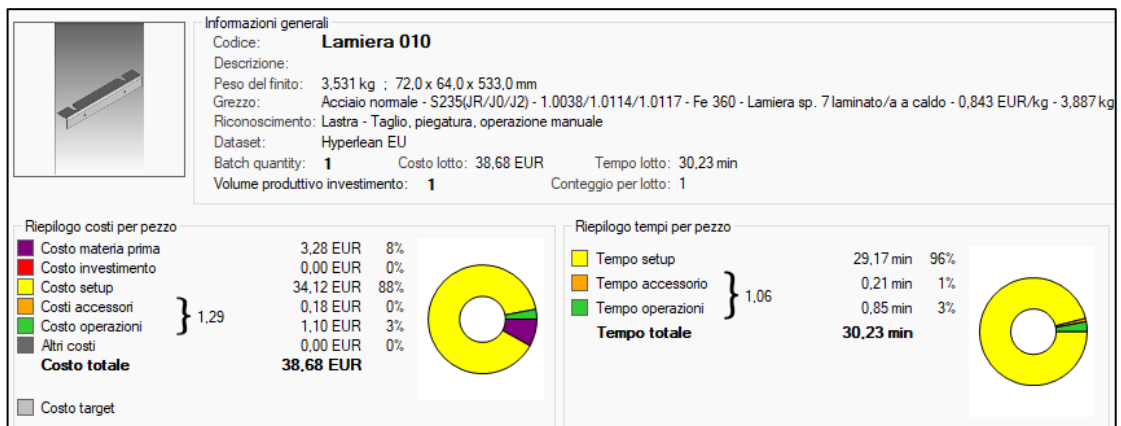 Informazioni generali
Codice: Lamiera 010
Descrizione:
Peso del finito: 3,531 kg ; 72,0 x 64,0 x 533,0 mm
Grezzo: Acciaio normale - S235(JR/J0/J2) - 1.0038/1.0114/1.0117 - Fe 360 - Lamiera sp. 7 laminato/a a caldo - 0,843 EUR/kg - 3,887 kg
Riconoscimento: Lastra - Taglio, piegatura, operazione manuale
Dataset: Hyperlean EU
Batch quantity: 1 Costo lotto: 38,68 EUR Tempo lotto: 30,23 min
Volume produttivo investimento: 1 Conteggio per lotto: 1
Riepilogo costi per pezzo
Costo materia prima 3,28 EUR 8%
Costo investimento 0,00 EUR 0%
Costo setup 34,12 EUR 88%
Costi accessori 0,18 EUR 0%
Costo operazioni 1,10 EUR 3%
} 1,29
Altri costi 0,00 EUR 0%
Costo totale 38,68 EUR
Costo target
Riepilogo tempi per pezzo
Tempo setup 29,17 min 96%
Tempo accessorio 0,21 min 1%
Tempo operazioni 0,85 min 3%
} 1,06
Tempo totale 30,23 min